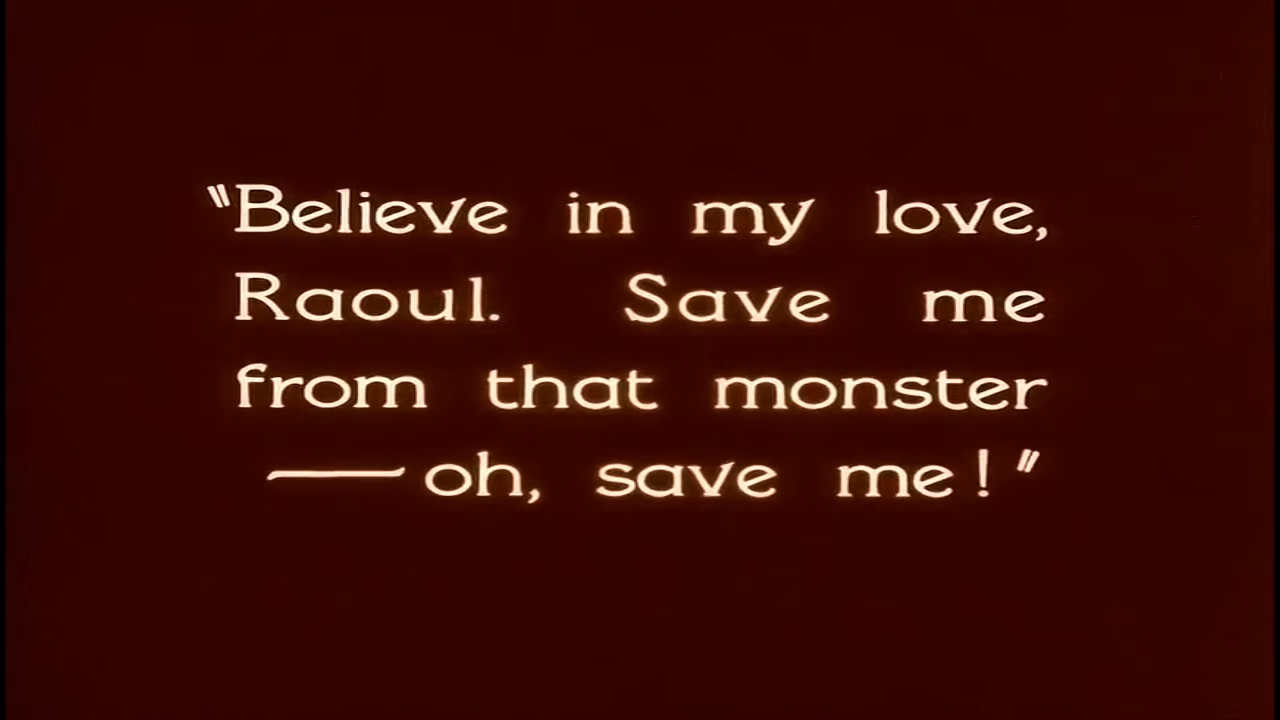 "Believe in my love,
Raoul. Save me
from that monster
—oh, save me!"